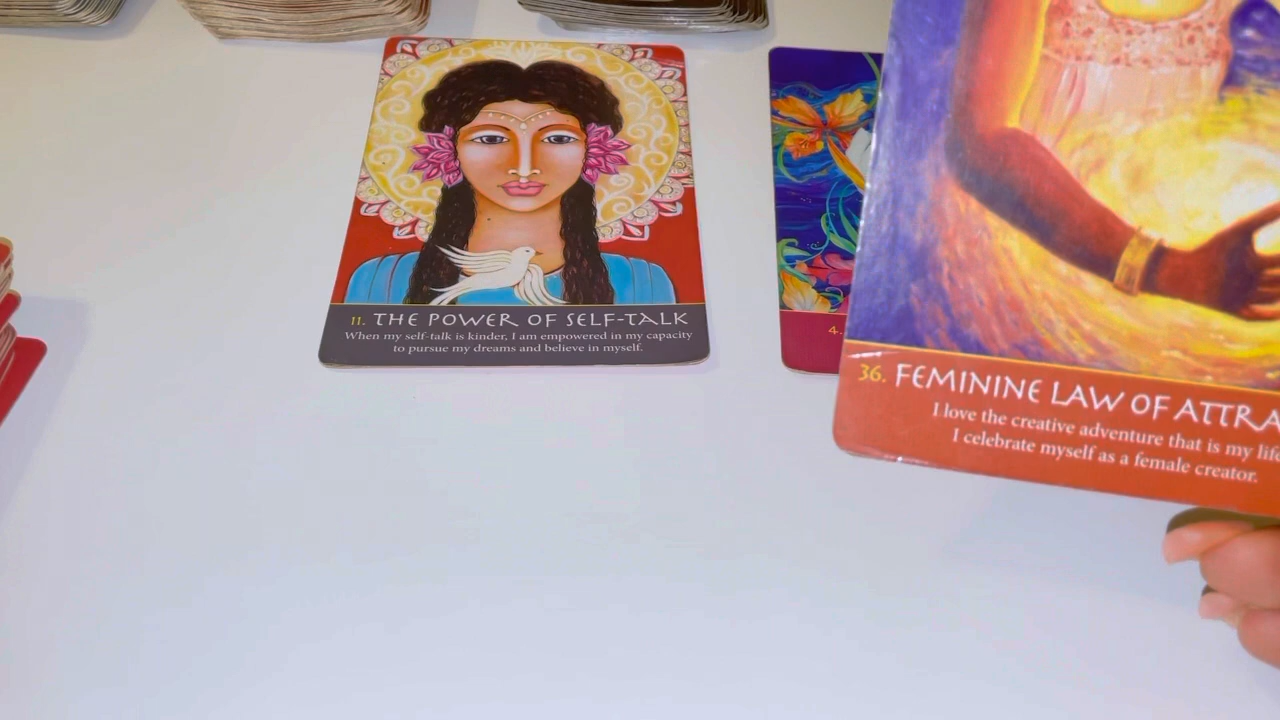 11. THE POWER OF SELF-TALK
When my self-talk is kinder, I am empowered in my capacity
to pursue my dreams and believe in myself.
4.
36. FEMININE LAW OF ATTRA
I love the creative adventure that is my life
I celebrate myself as a female creator.